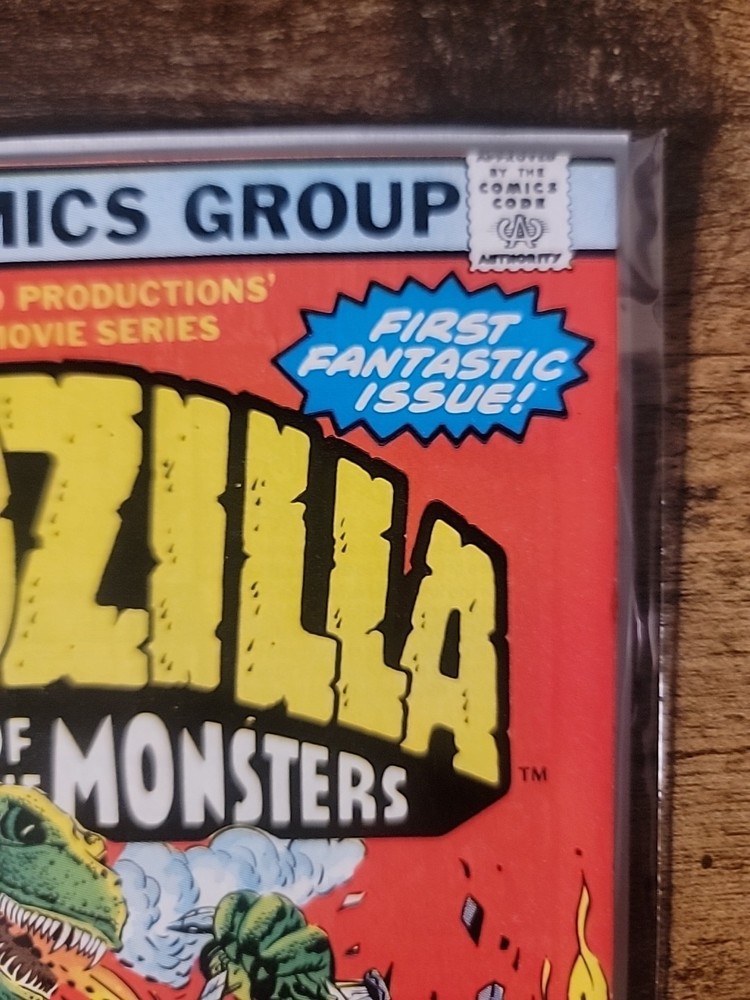 MICS GROUP
APPROVED
BY THE
COMICS
CODE
A
AUTHORITY
PRODUCTIONS'
MOVIE SERIES
FIRST
FANTASTIC
ISSUE!
ZILLA
OF
MONSTERS
TM